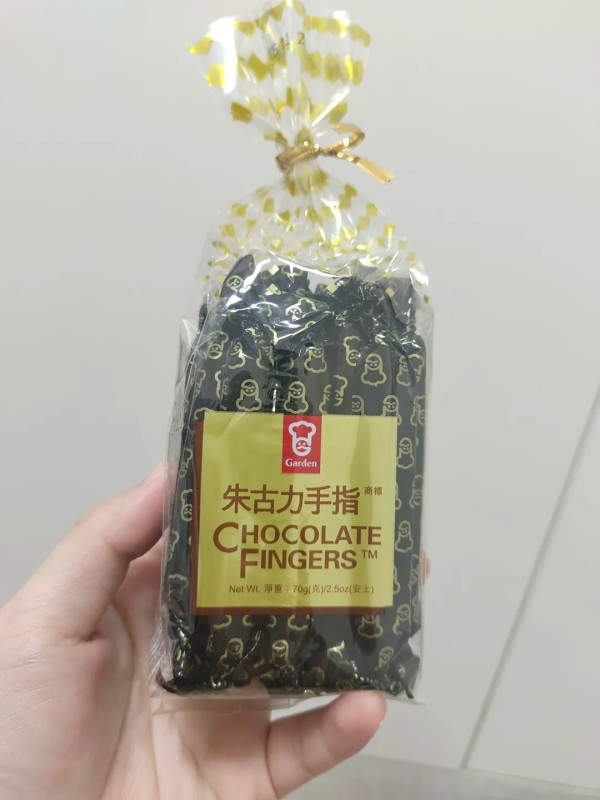 Garden
朱古力手指 商標
CHOCOLATE
FINGERS™
Net Wt. 淨重：70g(克)/2.5oz(安士)